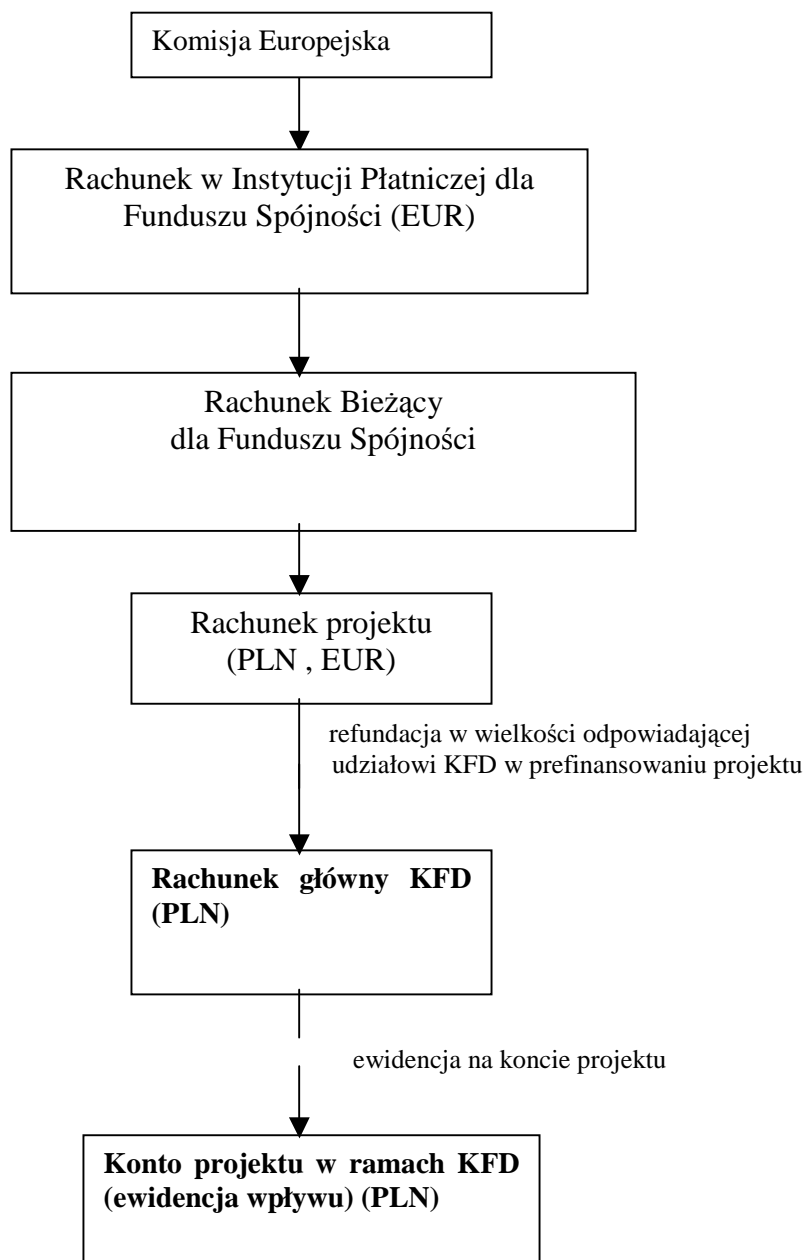 Komisja Europejska
Rachunek w Instytucji Płatniczej dla
Funduszu Spójności (EUR)
Rachunek Bieżący
dla Funduszu Spójności
Rachunek projektu
(PLN , EUR)
refundacja w wielkości odpowiadającej
udziałowi KFD w prefinansowaniu projektu
Rachunek główny KFD
(PLN)
ewidencja na koncie projektu
Konto projektu w ramach KFD
(ewidencja wpływu) (PLN)